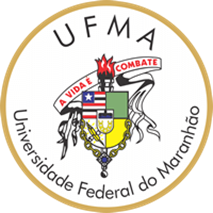 UFMA
A VIDA É COMBATE
Universidade Federal do Maranhão